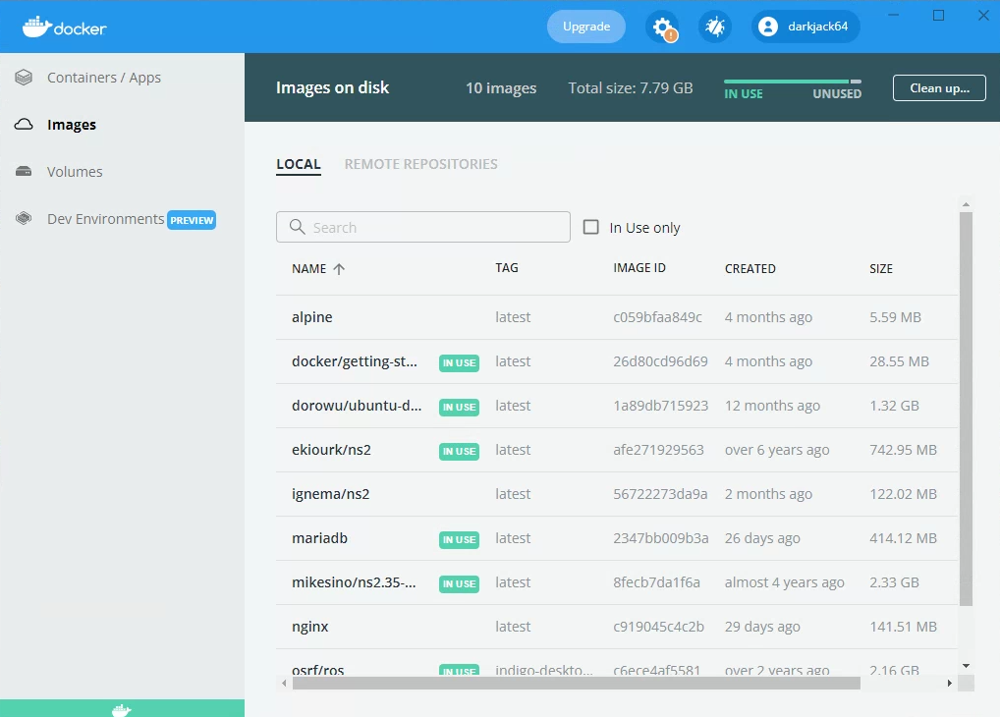 docker
Upgrade
darkjack64
Containers / Apps
Images
Volumes
Dev Environments PREVIEW
Images on disk
10 images
Total size: 7.79 GB
IN USE UNUSED
Clean up...
LOCAL REMOTE REPOSITORIES
Search
In Use only
NAME TAG IMAGE ID CREATED SIZE
alpine latest c059bfaa849c 4 months ago 5.59 MB
docker/getting-st... IN USE latest 26d80cd96d69 4 months ago 28.55 MB
dorowu/ubuntu-d... IN USE latest 1a89db715923 12 months ago 1.32 GB
ekiourk/ns2 IN USE latest afe271929563 over 6 years ago 742.95 MB
ignema/ns2 latest 56722273da9a 2 months ago 122.02 MB
mariadb IN USE latest 2347bb009b3a 26 days ago 414.12 MB
mikesino/ns2.35-... IN USE latest 8fecb7da1f6a almost 4 years ago 2.33 GB
nginx latest c919045c4c2b 29 days ago 141.51 MB
osrf/ros IN USE indigo-deskto... c6ece4af5581 over 2 years ago 2.16 GB